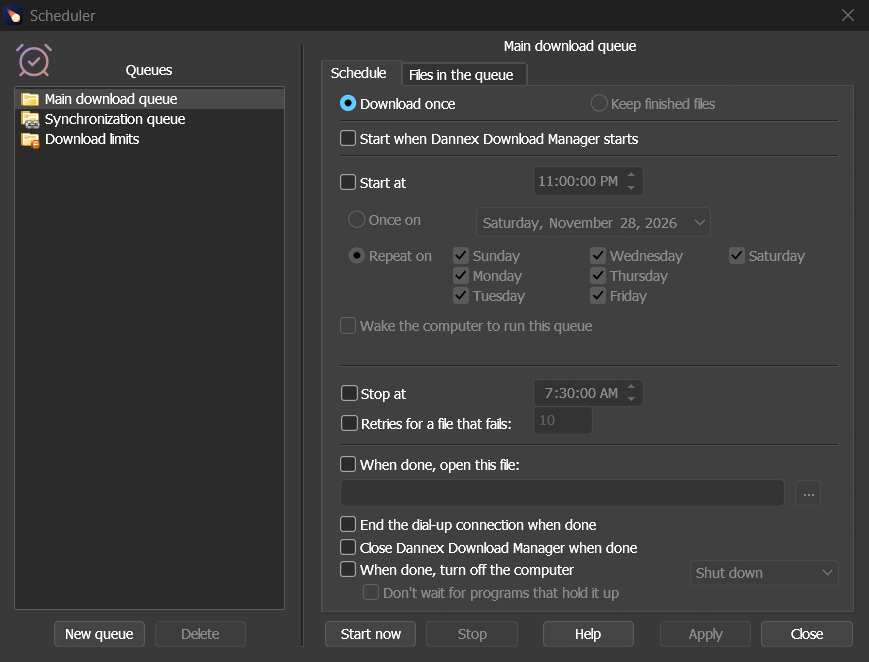 Scheduler
Queues
Main download queue
Synchronization queue
Download limits
New queue
Delete
Main download queue
Schedule
Files in the queue
Download once
Keep finished files
Start when Dannex Download Manager starts
Start at
11:00:00 PM
Once on
Saturday, November 28, 2026
Repeat on
Sunday
Wednesday
Saturday
Monday
Thursday
Tuesday
Friday
Wake the computer to run this queue
Stop at
7:30:00 AM
Retries for a file that fails:
10
When done, open this file:
...
End the dial-up connection when done
Close Dannex Download Manager when done
When done, turn off the computer
Shut down
Don't wait for programs that hold it up
Start now
Stop
Help
Apply
Close